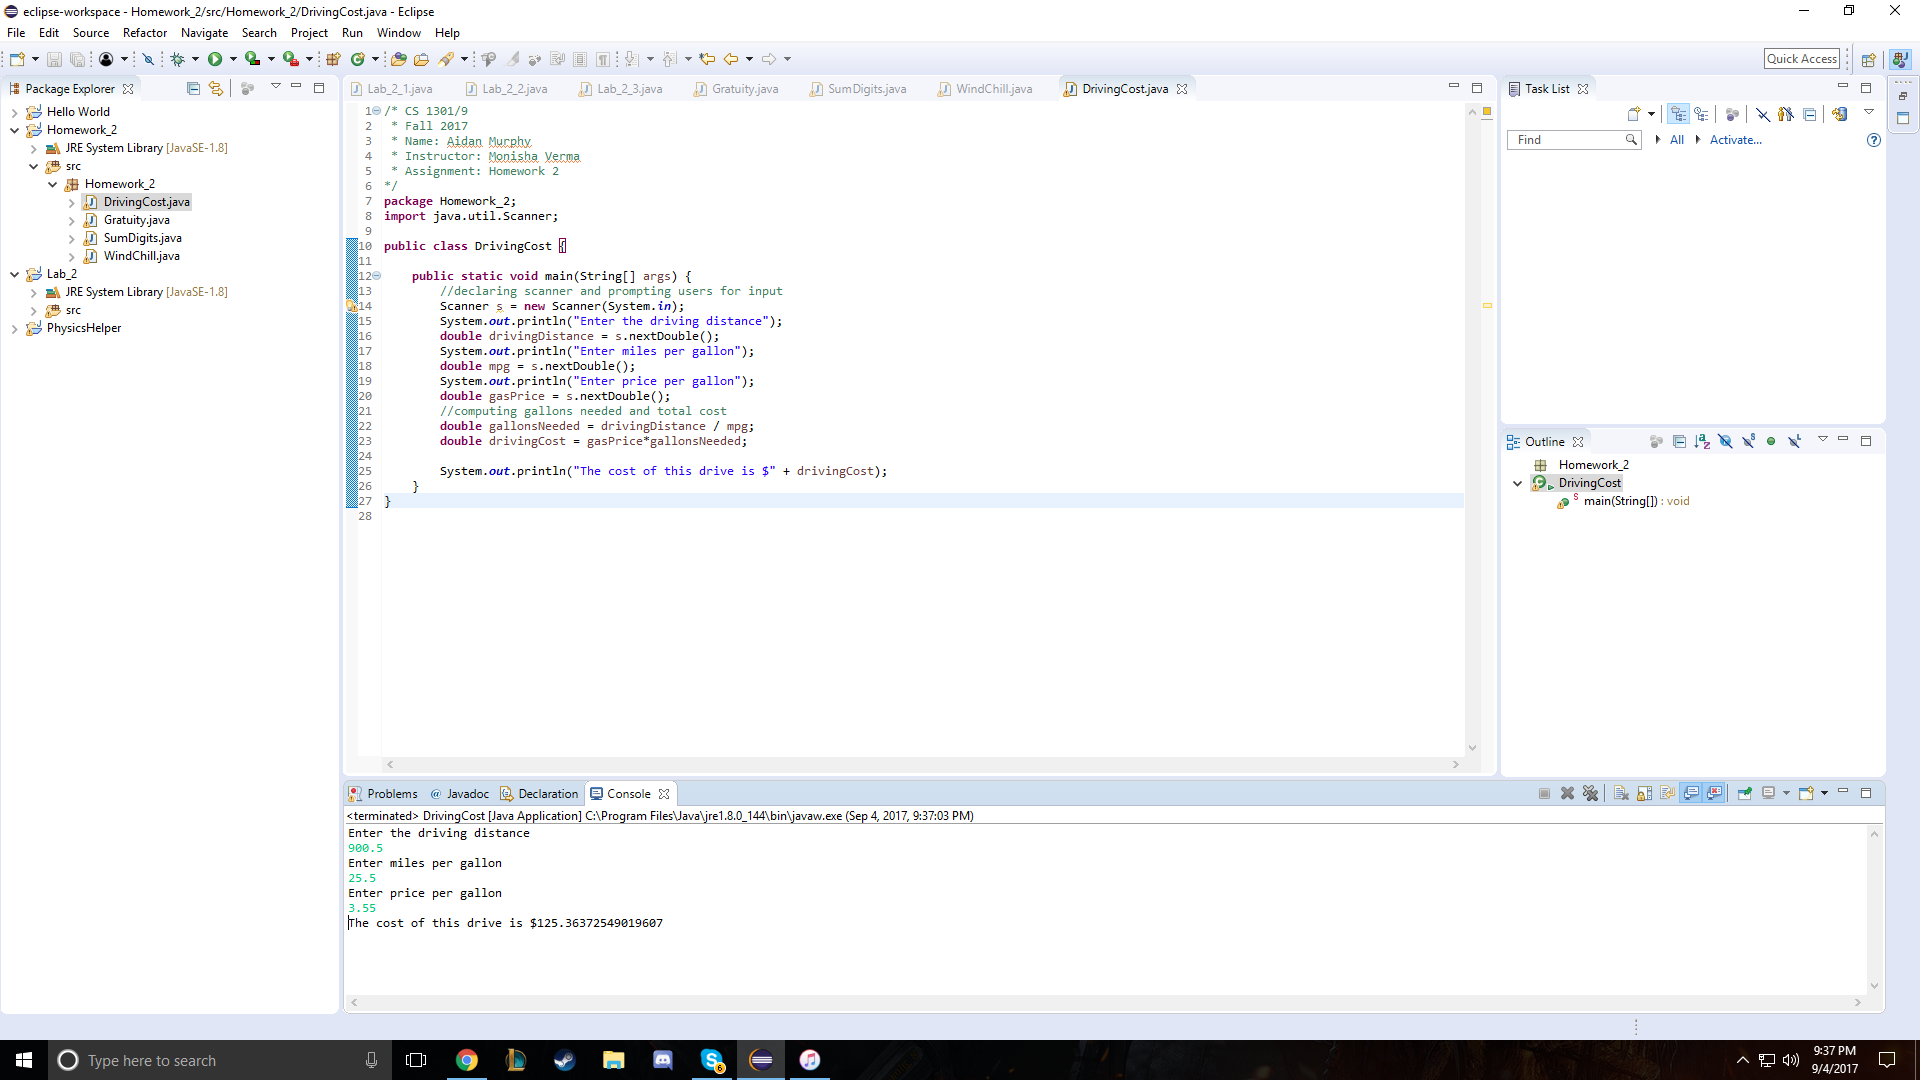 eclipse-workspace - Homework_2/src/Homework_2/DrivingCost.java - Eclipse
File Edit Source Refactor Navigate Search Project Run Window Help
Quick Access
Package Explorer
Hello World
Homework_2
JRE System Library [JavaSE-1.8]
src
Homework_2
DrivingCost.java
Gratuity.java
SumDigits.java
WindChill.java
Lab_2
JRE System Library [JavaSE-1.8]
src
PhysicsHelper
Lab_2_1.java Lab_2_2.java Lab_2_3.java Gratuity.java SumDigits.java WindChill.java DrivingCost.java
1 /* CS 1301/9
2  * Fall 2017
3  * Name: Aidan Murphy
4  * Instructor: Monisha Verma
5  * Assignment: Homework 2
6 */
7 package Homework_2;
8 import java.util.Scanner;
9
10 public class DrivingCost {
11
12     public static void main(String[] args) {
13         //declaring scanner and prompting users for input
14         Scanner s = new Scanner(System.in);
15         System.out.println("Enter the driving distance");
16         double drivingDistance = s.nextDouble();
17         System.out.println("Enter miles per gallon");
18         double mpg = s.nextDouble();
19         System.out.println("Enter price per gallon");
20         double gasPrice = s.nextDouble();
21         //computing gallons needed and total cost
22         double gallonsNeeded = drivingDistance / mpg;
23         double drivingCost = gasPrice*gallonsNeeded;
24
25         System.out.println("The cost of this drive is $" + drivingCost);
26     }
27 }
28
Task List
Find All Activate...
Outline
Homework_2
DrivingCost
main(String[]) : void
Problems @ Javadoc Declaration Console
<terminated> DrivingCost [Java Application] C:\Program Files\Java\jre1.8.0_144\bin\javaw.exe (Sep 4, 2017, 9:37:03 PM)
Enter the driving distance
900.5
Enter miles per gallon
25.5
Enter price per gallon
3.55
The cost of this drive is $125.36372549019607
Type here to search
6
9:37 PM
9/4/2017